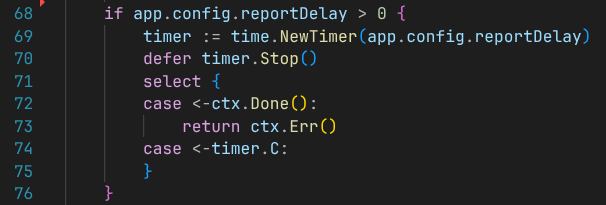 68 if app.config.reportDelay > 0 {
69 timer := time.NewTimer(app.config.reportDelay)
70 defer timer.Stop()
71 select {
72 case <-ctx.Done():
73 return ctx.Err()
74 case <-timer.C:
75 }
76 }